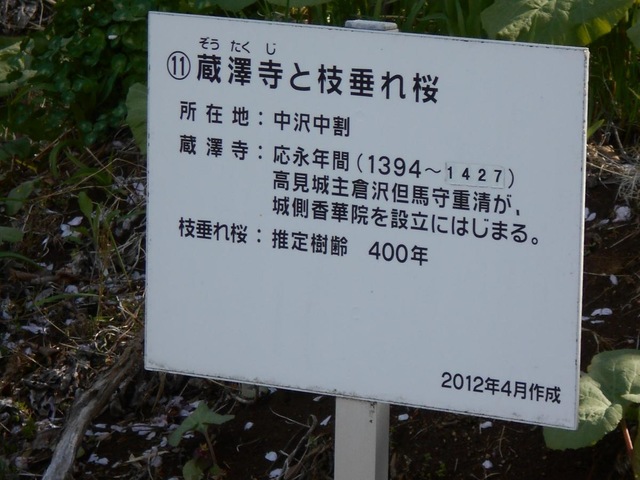 ぞうたくじ
⑪蔵澤寺と枝垂れ桜
所在地：中沢中割
蔵澤寺：応永年間（1394～1427）
高見城主倉沢但馬守重清が、
城側香華院を設立にはじまる。
枝垂れ桜：推定樹齢　400年
2012年4月作成